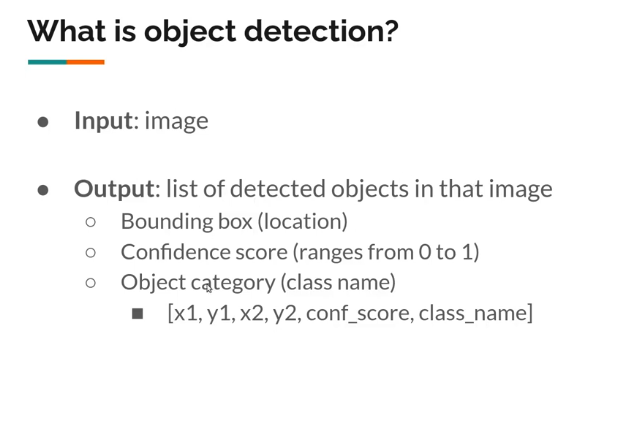 What is object detection?
● Input: image
● Output: list of detected objects in that image
○ Bounding box (location)
○ Confidence score (ranges from 0 to 1)
○ Object category (class name)
■ [x1, y1, x2, y2, conf_score, class_name]